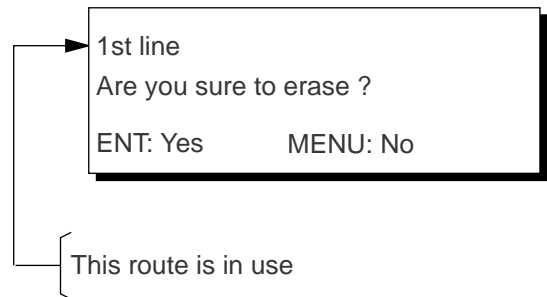 1st line
Are you sure to erase ?
ENT: Yes MENU: No
This route is in use